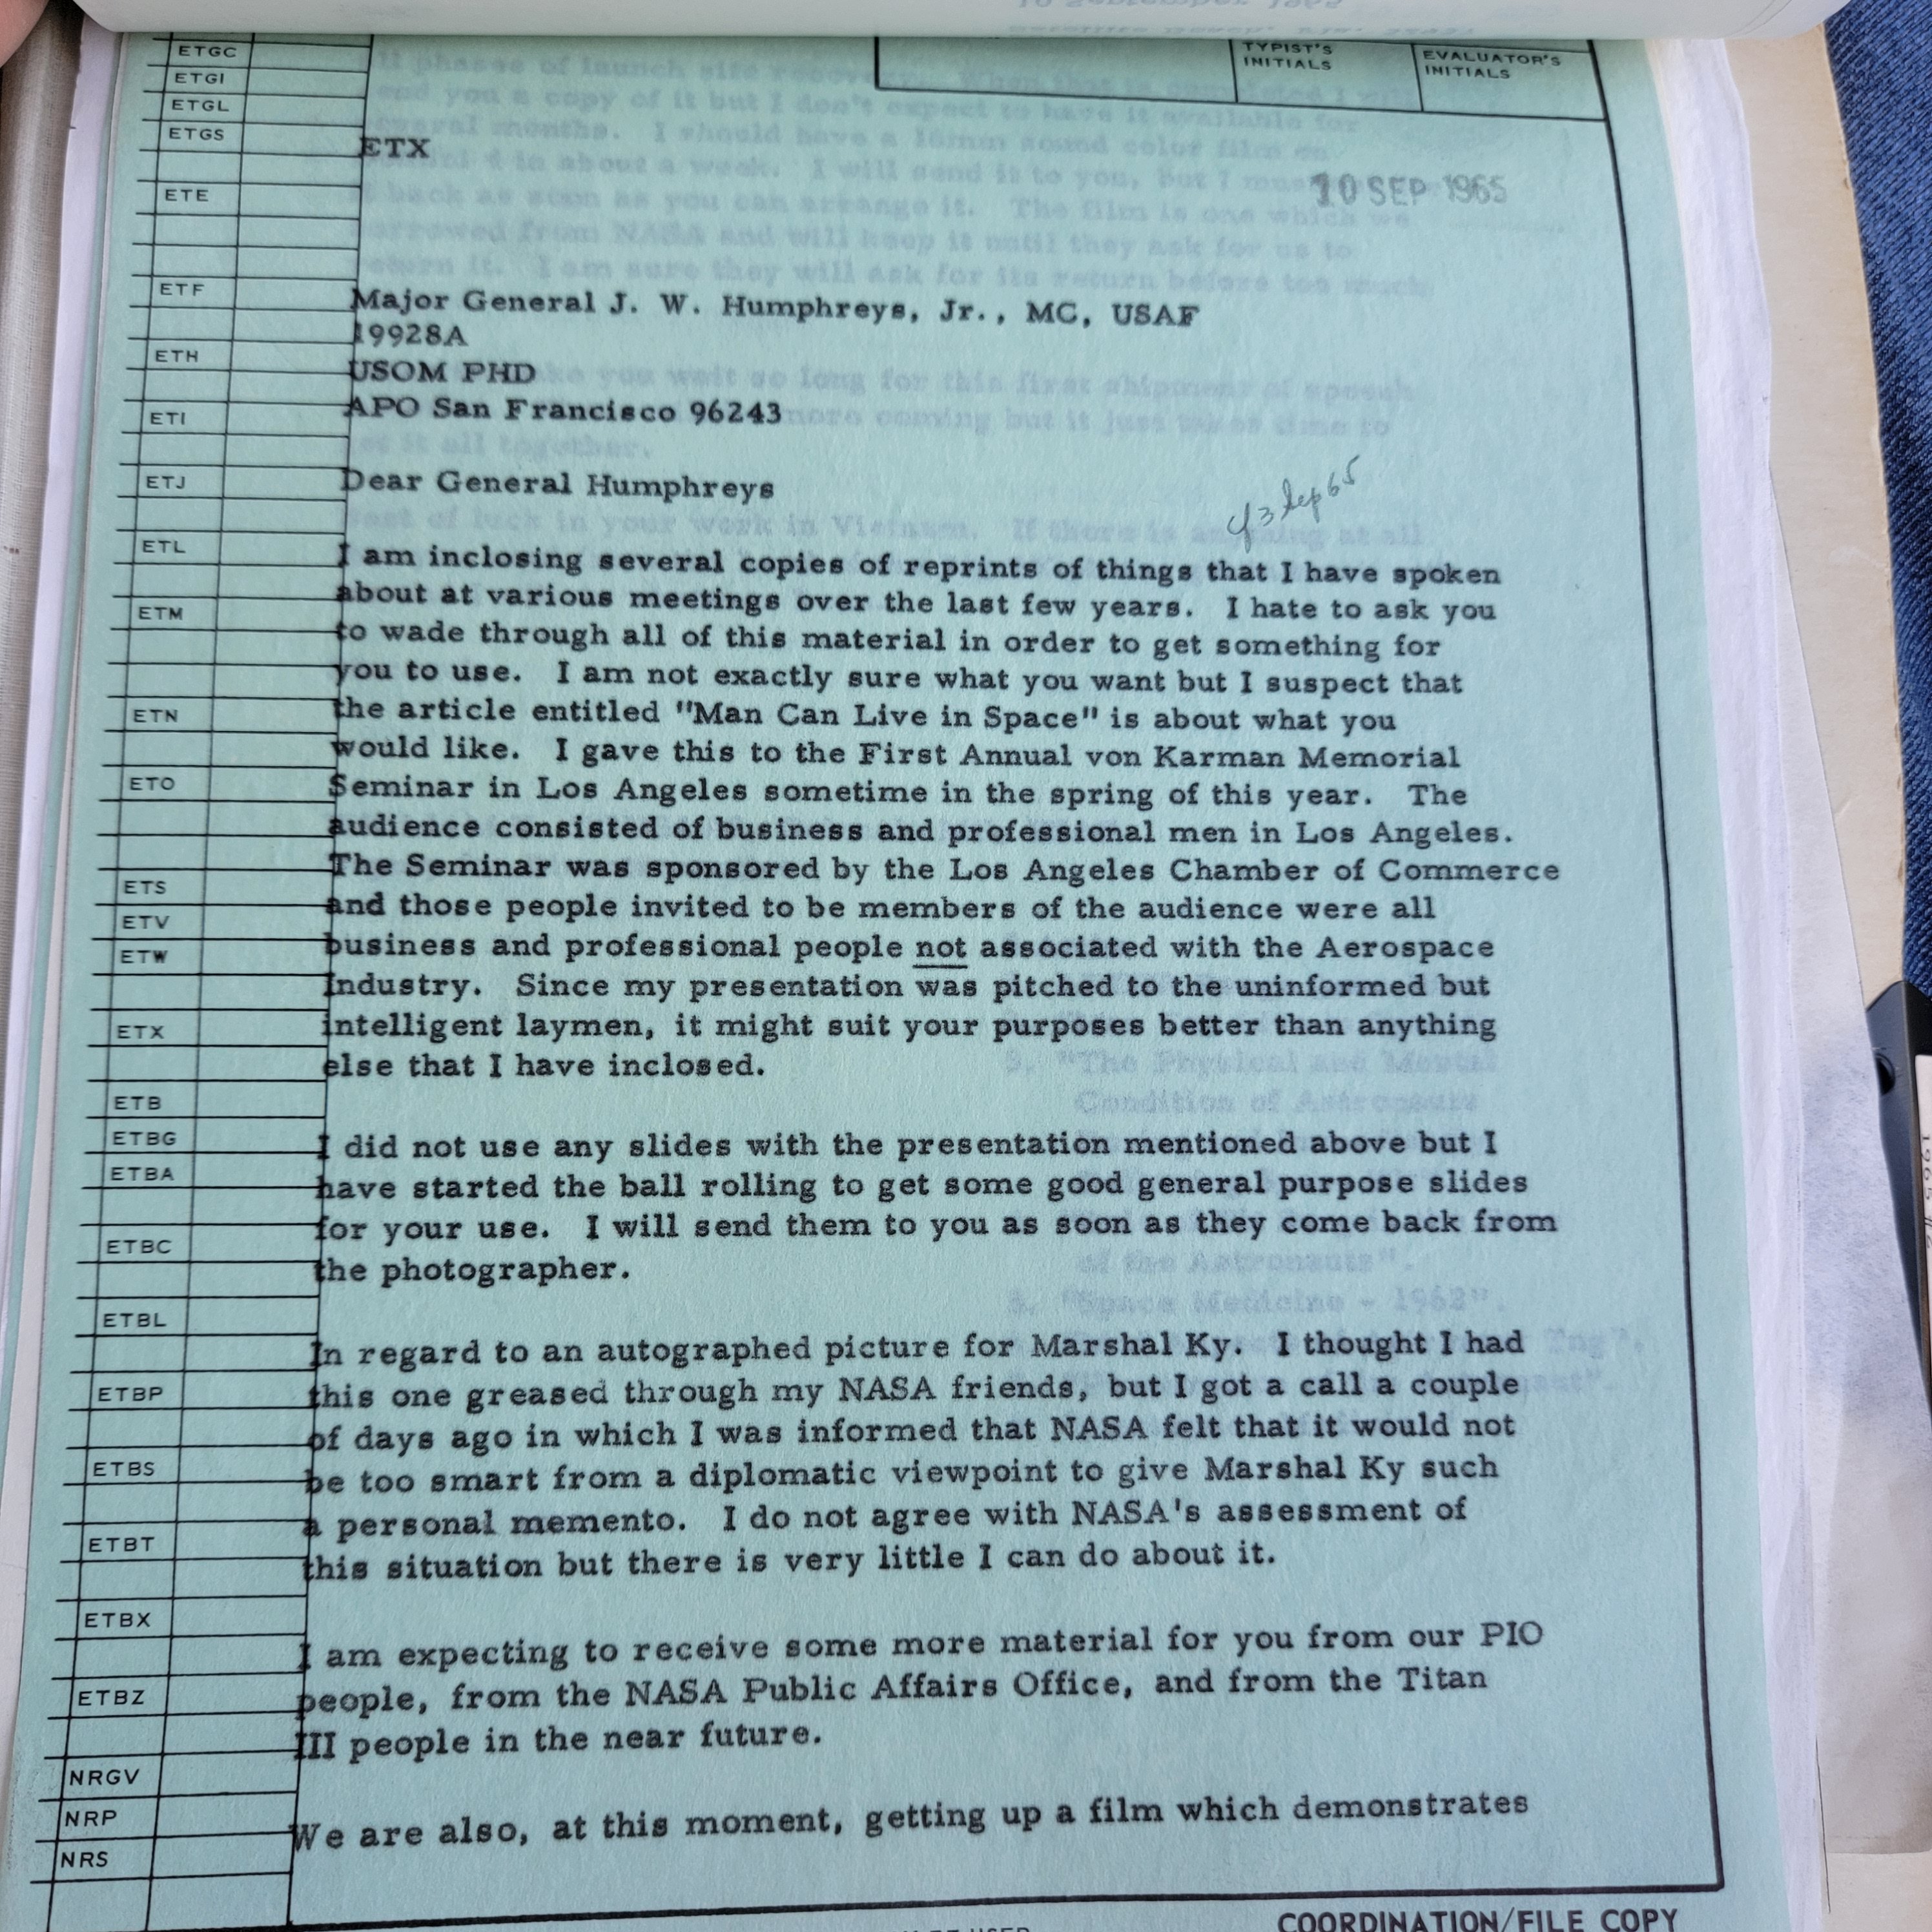 TYPIST'S
INITIALS
EVALUATOR'S
INITIALS
ETGC
ETGI
ETGL
ETGS
ETE
ETF
ETH
ETI
ETJ
ETL
ETM
ETN
ETO
ETS
ETV
ETW
ETX
ETB
ETBG
ETBA
ETBC
ETBL
ETBP
ETBS
ETBT
ETBX
ETBZ
NRGV
NRP
NRS
ETX
10 SEP 1965
Major General J. W. Humphreys, Jr., MC, USAF
19928A
USOM PHD
APO San Francisco 96243
Dear General Humphreys
3 Sep 65
I am inclosing several copies of reprints of things that I have spoken
about at various meetings over the last few years. I hate to ask you
to wade through all of this material in order to get something for
you to use. I am not exactly sure what you want but I suspect that
the article entitled "Man Can Live in Space" is about what you
would like. I gave this to the First Annual von Karman Memorial
Seminar in Los Angeles sometime in the spring of this year. The
audience consisted of business and professional men in Los Angeles.
The Seminar was sponsored by the Los Angeles Chamber of Commerce
and those people invited to be members of the audience were all
business and professional people not associated with the Aerospace
Industry. Since my presentation was pitched to the uninformed but
intelligent laymen, it might suit your purposes better than anything
else that I have inclosed.
I did not use any slides with the presentation mentioned above but I
have started the ball rolling to get some good general purpose slides
for your use. I will send them to you as soon as they come back from
the photographer.
In regard to an autographed picture for Marshal Ky. I thought I had
this one greased through my NASA friends, but I got a call a couple
of days ago in which I was informed that NASA felt that it would not
be too smart from a diplomatic viewpoint to give Marshal Ky such
a personal memento. I do not agree with NASA's assessment of
this situation but there is very little I can do about it.
I am expecting to receive some more material for you from our PIO
people, from the NASA Public Affairs Office, and from the Titan
III people in the near future.
We are also, at this moment, getting up a film which demonstrates
COORDINATION/FILE COPY